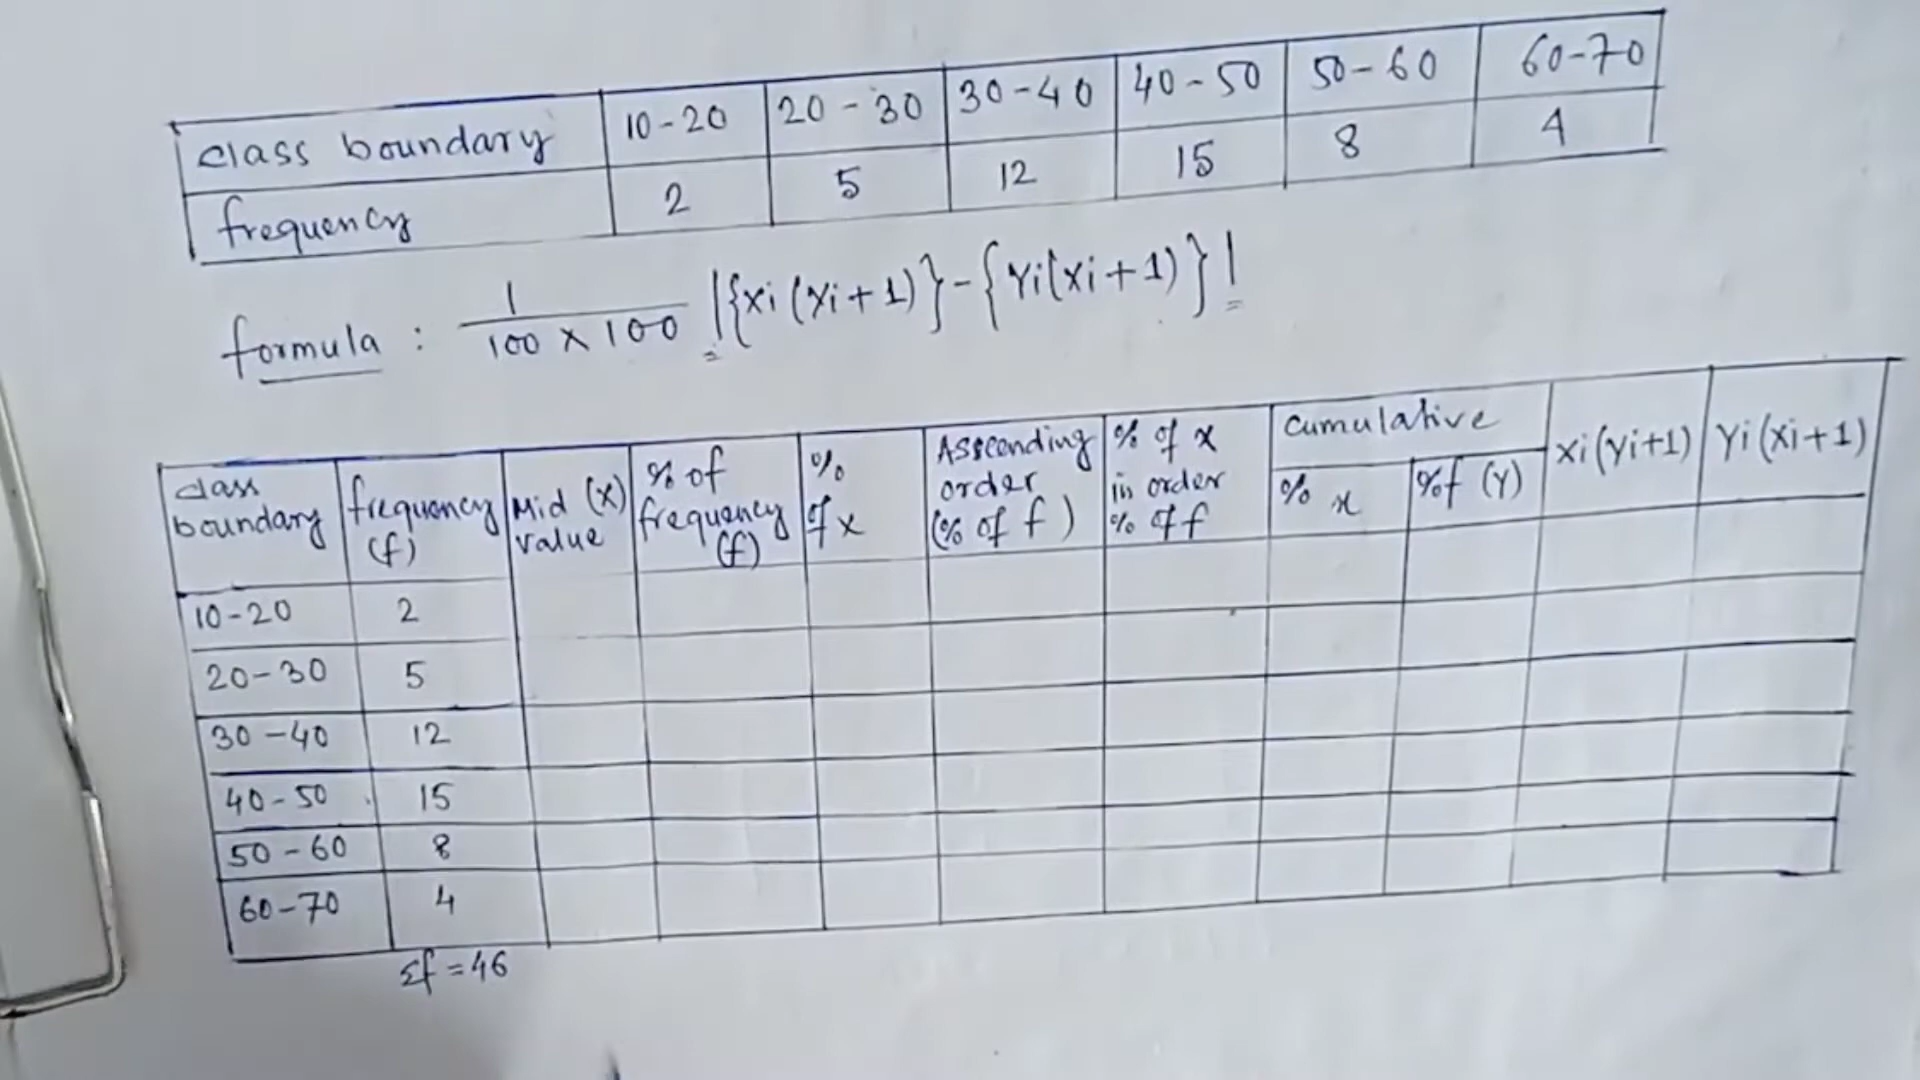 class boundary 10-20 20-30 30-40 40-50 50-60 60-70
frequency 2 5 12 15 8 4
formula : 1/100 x 100 |{xi (yi+1)}-{Yi(xi+1)}|
class boundary frequency (f) Mid (x) value % of frequency (f) % of x Asscending order (% of f) % of x in order % of f cumulative % x %f (Y) xi(yi+1) Yi(xi+1)
10-20 2
20-30 5
30-40 12
40-50 15
50-60 8
60-70 4
Σf = 46